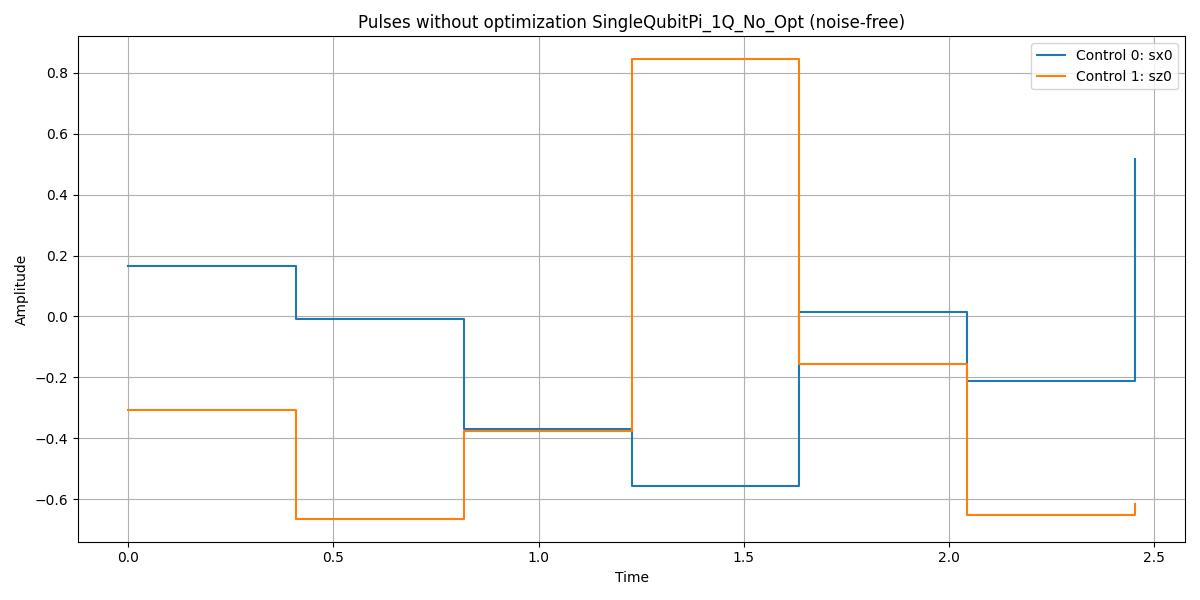 Pulses without optimization SingleQubitPi_1Q_No_Opt (noise-free)
Control 0: sx0
Control 1: sz0
Amplitude
0.8
0.6
0.4
0.2
0.0
−0.2
−0.4
−0.6
0.0 0.5 1.0 1.5 2.0 2.5
Time